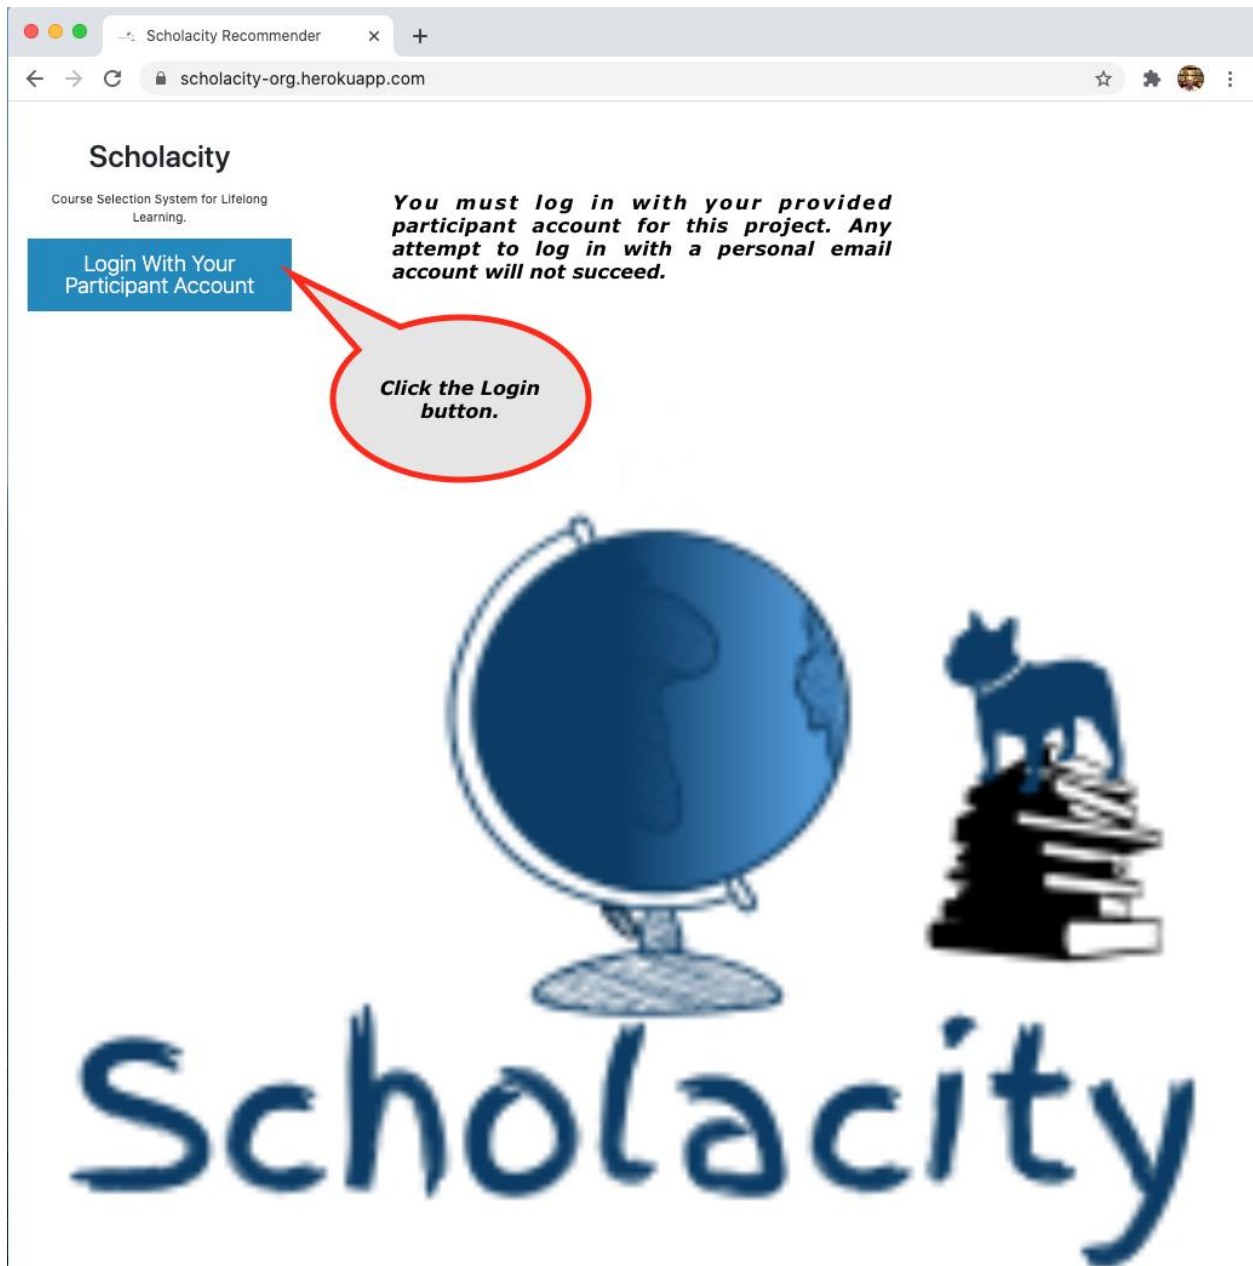 Scholacity Recommender
scholacity-org.herokuapp.com
Scholacity
Course Selection System for Lifelong
Learning.
Login With Your
Participant Account
You must log in with your provided
participant account for this project. Any
attempt to log in with a personal email
account will not succeed.
Click the Login
button.
Scholacity